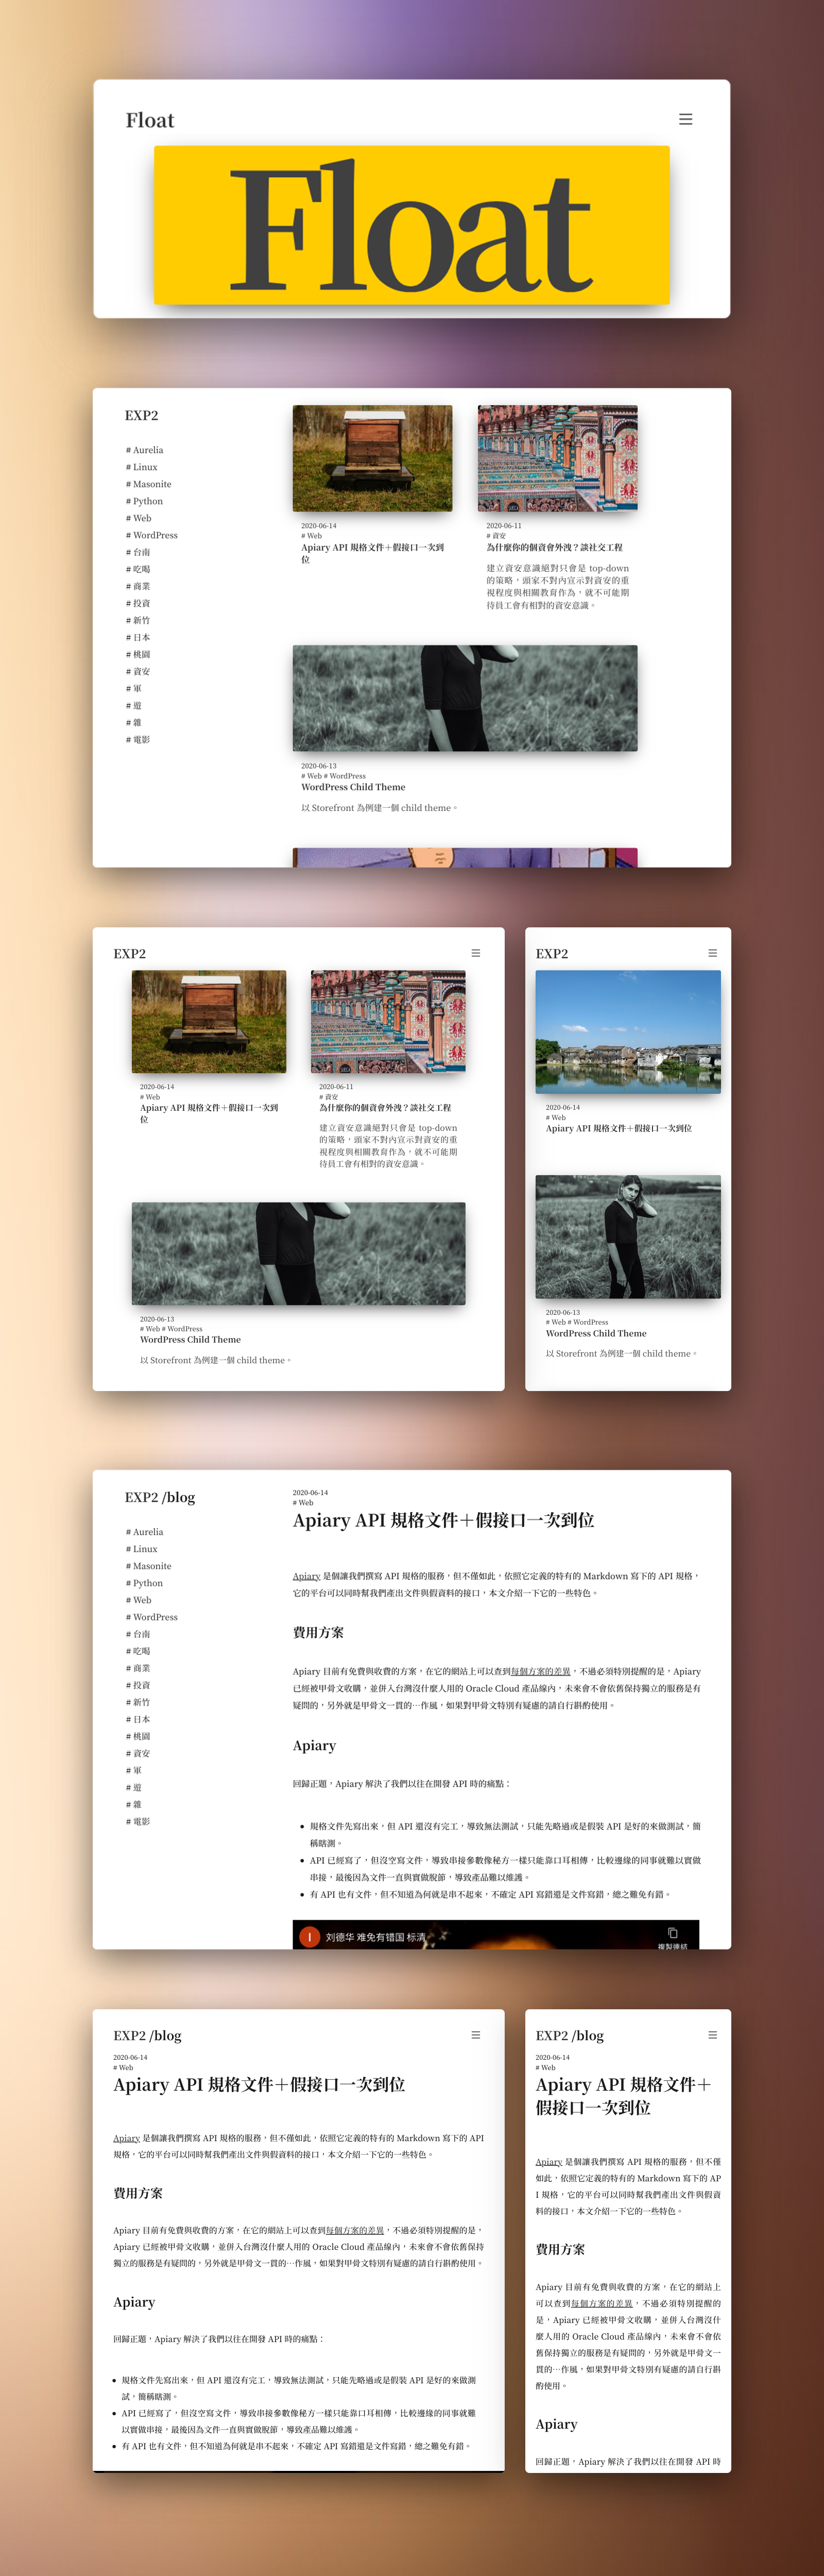 Float
Float
EXP2
# Aurelia
# Linux
# Masonite
# Python
# Web
# WordPress
# 台南
# 吃喝
# 商業
# 投資
# 新竹
# 日本
# 桃園
# 資安
# 軍
# 遊
# 雜
# 電影
2020-06-14
# Web
Apiary API 規格文件+假接口一次到
位
2020-06-11
# 資安
為什麼你的個資會外洩?談社交工程
建立資安意識絕對只會是 top-down
的策略,頭家不對內宣示對資安的重
視程度與相關教育作為,就不可能期
待員工會有相對的資安意識。
2020-06-13
# Web # WordPress
WordPress Child Theme
以 Storefront 為例建一個 child theme。
EXP2
2020-06-14
# Web
Apiary API 規格文件+假接口一次到
位
2020-06-11
# 資安
為什麼你的個資會外洩?談社交工程
建立資安意識絕對只會是 top-down
的策略,頭家不對內宣示對資安的重
視程度與相關教育作為,就不可能期
待員工會有相對的資安意識。
2020-06-13
# Web # WordPress
WordPress Child Theme
以 Storefront 為例建一個 child theme。
EXP2
2020-06-14
# Web
Apiary API 規格文件+假接口一次到位
2020-06-13
# Web # WordPress
WordPress Child Theme
以 Storefront 為例建一個 child theme。
EXP2 /blog
# Aurelia
# Linux
# Masonite
# Python
# Web
# WordPress
# 台南
# 吃喝
# 商業
# 投資
# 新竹
# 日本
# 桃園
# 資安
# 軍
# 遊
# 雜
# 電影
2020-06-14
# Web
Apiary API 規格文件+假接口一次到位
Apiary 是個讓我們撰寫 API 規格的服務,但不僅如此,依照它定義的特有的 Markdown 寫下的 API 規格,
它的平台可以同時幫我們產出文件與假資料的接口,本文介紹一下它的一些特色。
費用方案
Apiary 目前有免費與收費的方案,在它的網站上可以查到每個方案的差異,不過必須特別提醒的是,Apiary
已經被甲骨文收購,並併入台灣沒什麼人用的 Oracle Cloud 產品線內,未來會不會依舊保持獨立的服務是有
疑問的,另外就是甲骨文一貫的…作風,如果對甲骨文特別有疑慮的請自行斟酌使用。
Apiary
回歸正題,Apiary 解決了我們以往在開發 API 時的痛點:
• 規格文件先寫出來,但 API 還沒有完工,導致無法測試,只能先略過或是假裝 API 是好的來做測試,簡
稱瞎測。
• API 已經寫了,但沒空寫文件,導致串接參數像秘方一樣只能靠口耳相傳,比較邊緣的同事就難以實做
串接,最後因為文件一直與實做脫節,導致產品難以維護。
• 有 API 也有文件,但不知道為何就是串不起來,不確定 API 寫錯還是文件寫錯,總之難免有錯。
I 刘德华 难免有错国 标清
複製連結
EXP2 /blog
2020-06-14
# Web
Apiary API 規格文件+假接口一次到位
Apiary 是個讓我們撰寫 API 規格的服務,但不僅如此,依照它定義的特有的 Markdown 寫下的 API
規格,它的平台可以同時幫我們產出文件與假資料的接口,本文介紹一下它的一些特色。
費用方案
Apiary 目前有免費與收費的方案,在它的網站上可以查到每個方案的差異,不過必須特別提醒的是,
Apiary 已經被甲骨文收購,並併入台灣沒什麼人用的 Oracle Cloud 產品線內,未來會不會依舊保持
獨立的服務是有疑問的,另外就是甲骨文一貫的…作風,如果對甲骨文特別有疑慮的請自行斟酌使用。
Apiary
回歸正題,Apiary 解決了我們以往在開發 API 時的痛點:
• 規格文件先寫出來,但 API 還沒有完工,導致無法測試,只能先略過或是假裝 API 是好的來做測
試,簡稱瞎測。
• API 已經寫了,但沒空寫文件,導致串接參數像秘方一樣只能靠口耳相傳,比較邊緣的同事就難
以實做串接,最後因為文件一直與實做脫節,導致產品難以維護。
• 有 API 也有文件,但不知道為何就是串不起來,不確定 API 寫錯還是文件寫錯,總之難免有錯。
EXP2 /blog
2020-06-14
# Web
Apiary API 規格文件+
假接口一次到位
Apiary 是個讓我們撰寫 API 規格的服務,但不僅
如此,依照它定義的特有的 Markdown 寫下的 AP
I 規格,它的平台可以同時幫我們產出文件與假資
料的接口,本文介紹一下它的一些特色。
費用方案
Apiary 目前有免費與收費的方案,在它的網站上
可以查到每個方案的差異,不過必須特別提醒的
是,Apiary 已經被甲骨文收購,並併入台灣沒什
麼人用的 Oracle Cloud 產品線內,未來會不會依
舊保持獨立的服務是有疑問的,另外就是甲骨文一
貫的…作風,如果對甲骨文特別有疑慮的請自行斟
酌使用。
Apiary
回歸正題,Apiary 解決了我們以往在開發 API 時